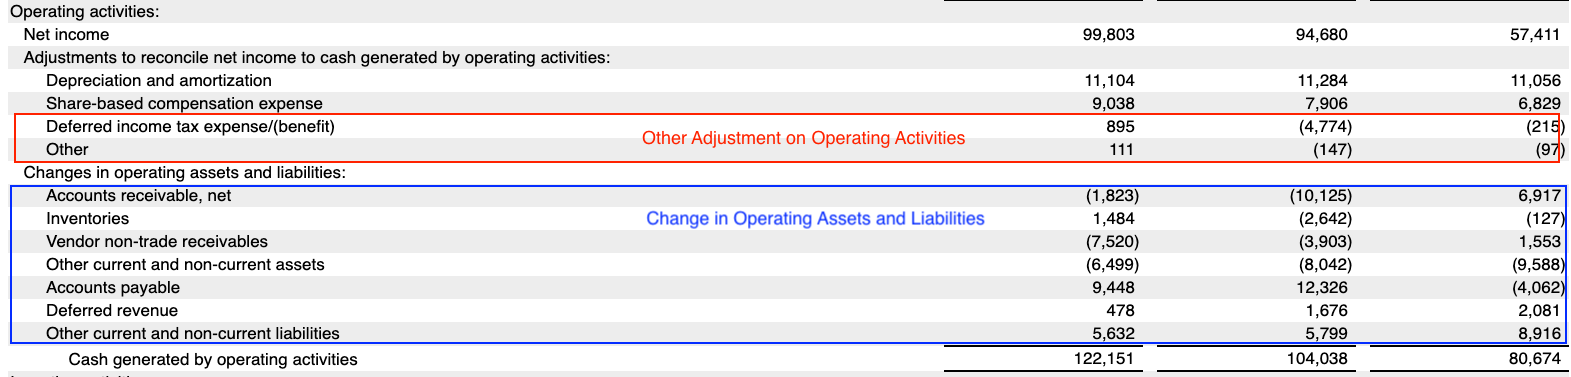 Operating activities:
Net income 99,803 94,680 57,411
Adjustments to reconcile net income to cash generated by operating activities:
Depreciation and amortization 11,104 11,284 11,056
Share-based compensation expense 9,038 7,906 6,829
Deferred income tax expense/(benefit) 895 (4,774) (215)
Other Adjustment on Operating Activities
Other 111 (147) (97)
Changes in operating assets and liabilities:
Accounts receivable, net (1,823) (10,125) 6,917
Inventories 1,484 (2,642) (127)
Change in Operating Assets and Liabilities
Vendor non-trade receivables (7,520) (3,903) 1,553
Other current and non-current assets (6,499) (8,042) (9,588)
Accounts payable 9,448 12,326 (4,062)
Deferred revenue 478 1,676 2,081
Other current and non-current liabilities 5,632 5,799 8,916
Cash generated by operating activities 122,151 104,038 80,674